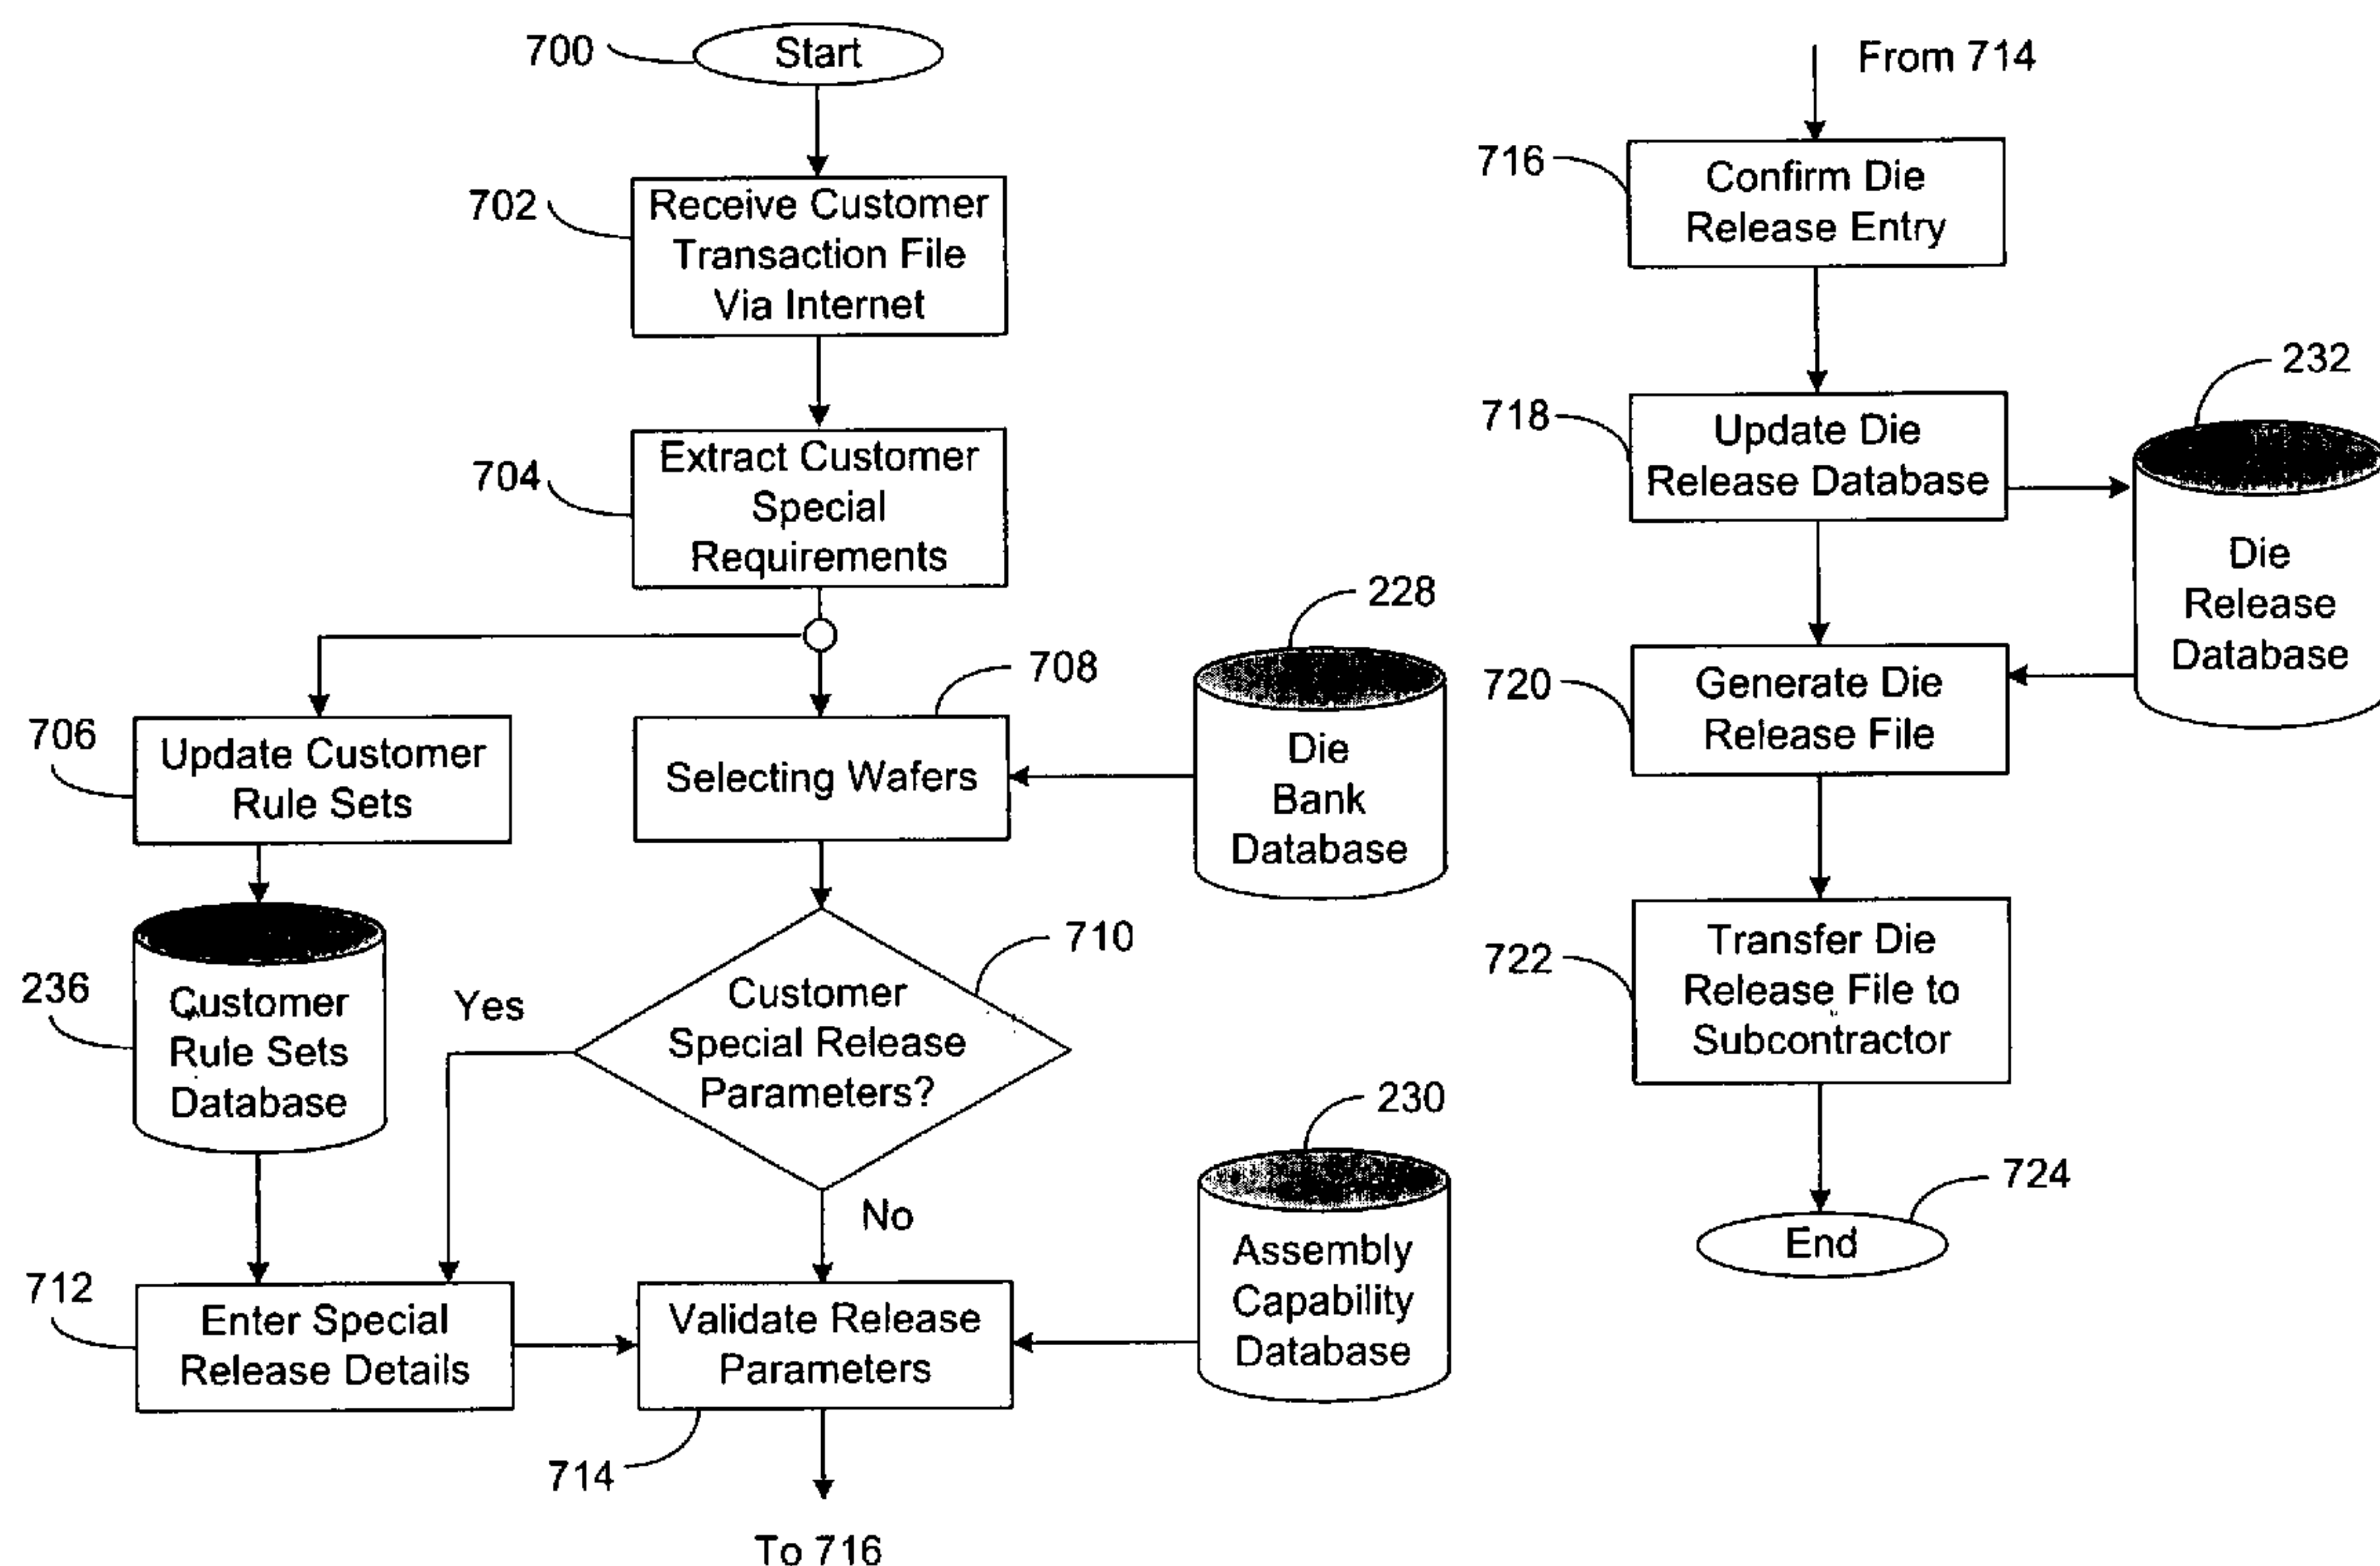 700
Start
702
Receive Customer
Transaction File
Via Internet
704
Extract Customer
Special
Requirements
706
Update Customer
Rule Sets
708
Selecting Wafers
228
Die
Bank
Database
236
Customer
Rule Sets
Database
710
Customer
Special Release
Parameters?
Yes
No
230
Assembly
Capability
Database
712
Enter Special
Release Details
Validate Release
Parameters
714
To 716
From 714
716
Confirm Die
Release Entry
718
Update Die
Release Database
232
Die
Release
Database
720
Generate Die
Release File
722
Transfer Die
Release File to
Subcontractor
724
End